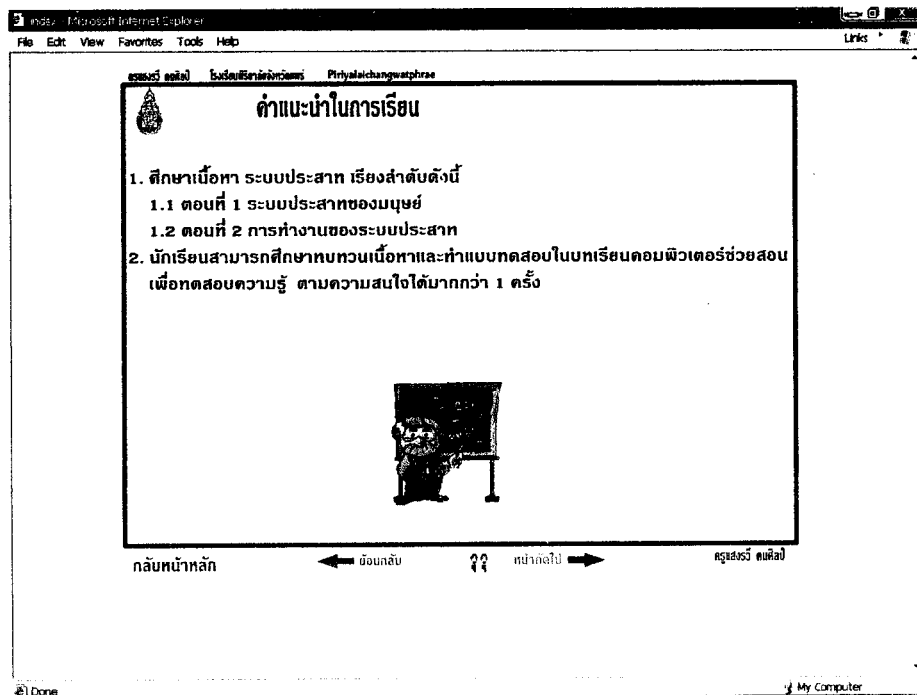 index - Microsoft Internet Explorer
File Edit View Favorites Tools Help
Links
ครูแสงรวี คนศิลป์ โรงเรียนพิริยาลัยจังหวัดแพร่ Piriyalaichangwatphrae
คำแนะนำในการเรียน
1. ศึกษาเนื้อหา ระบบประสาท เรียงลำดับดังนี้
1.1 ตอนที่ 1 ระบบประสาทของมนุษย์
1.2 ตอนที่ 2 การทำงานของระบบประสาท
2. นักเรียนสามารถศึกษาทบทวนเนื้อหาและทำแบบทดสอบในบทเรียนคอมพิวเตอร์ช่วยสอน
เพื่อทดสอบความรู้ ตามความสนใจได้มากกว่า 1 ครั้ง
กลับหน้าหลัก ย้อนกลับ หน้าถัดไป ครูแสงรวี คนศิลป์
Done
My Computer